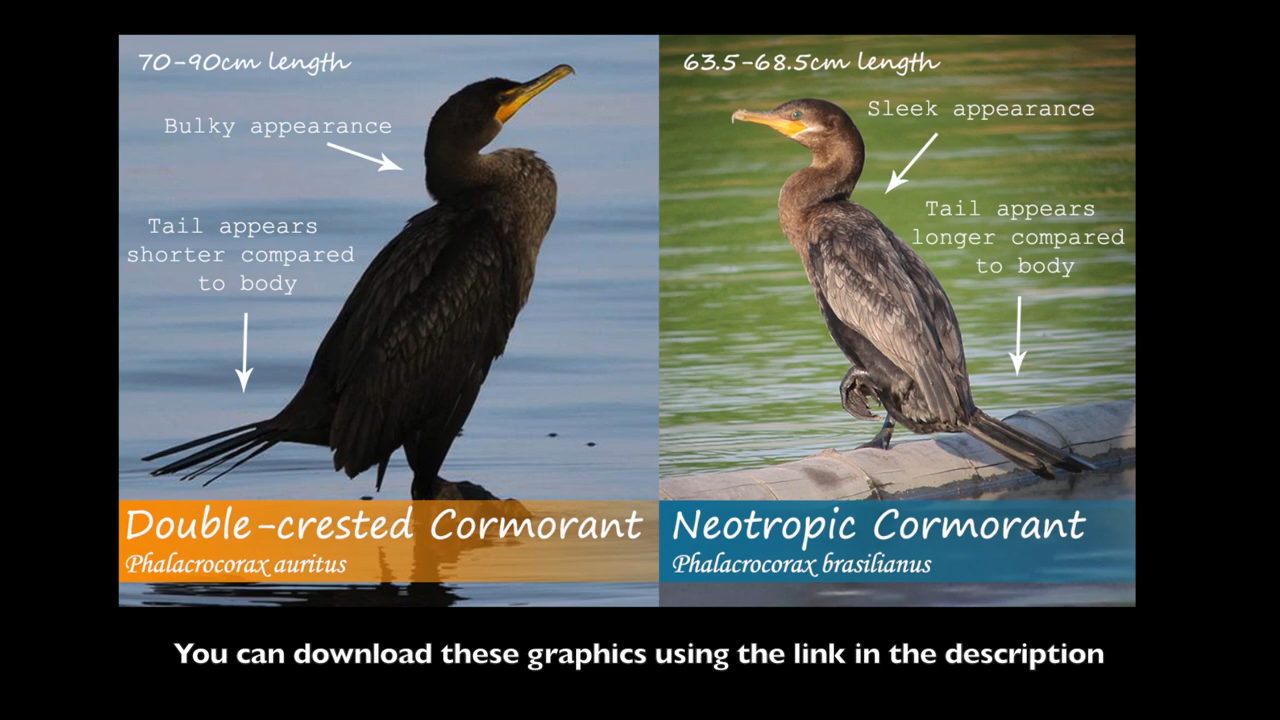 70-90cm length
Bulky appearance
Tail appears
shorter compared
to body
Double-crested Cormorant
Phalacrocorax auritus
63.5-68.5cm length
Sleek appearance
Tail appears
longer compared
to body
Neotropic Cormorant
Phalacrocorax brasilianus
You can download these graphics using the link in the description